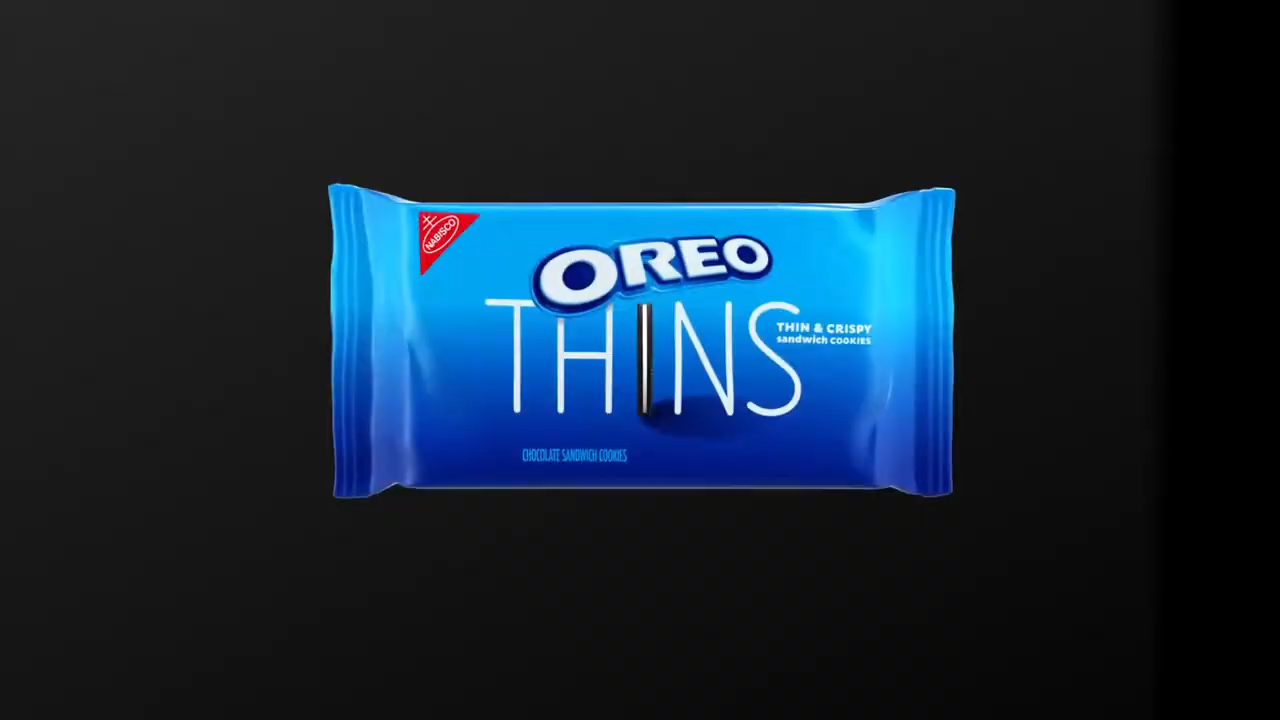 NABISCO
OREO
THINS
THIN & CRISPY
sandwich COOKIES
CHOCOLATE SANDWICH COOKIES